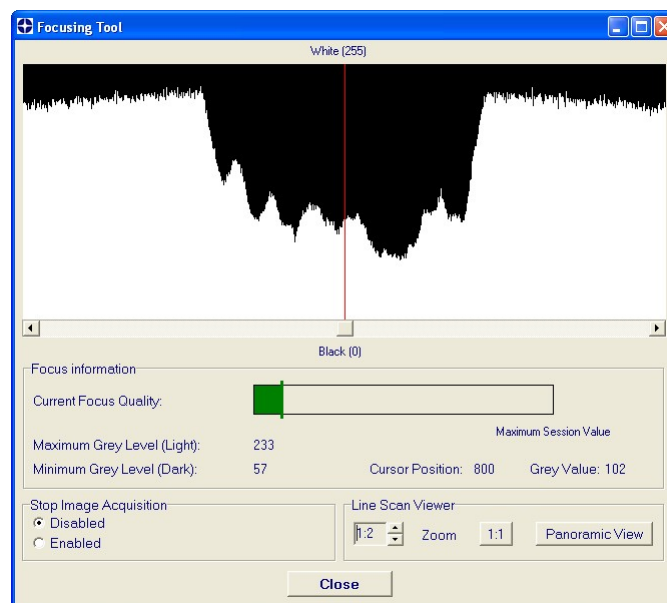 Focusing Tool
White (255)
Black (0)
Focus information
Current Focus Quality:
Maximum Session Value
Maximum Grey Level (Light): 233
Minimum Grey Level (Dark): 57 Cursor Position: 800 Grey Value: 102
Stop Image Acquisition
Disabled
Enabled
Line Scan Viewer
1:2 Zoom 1:1 Panoramic View
Close